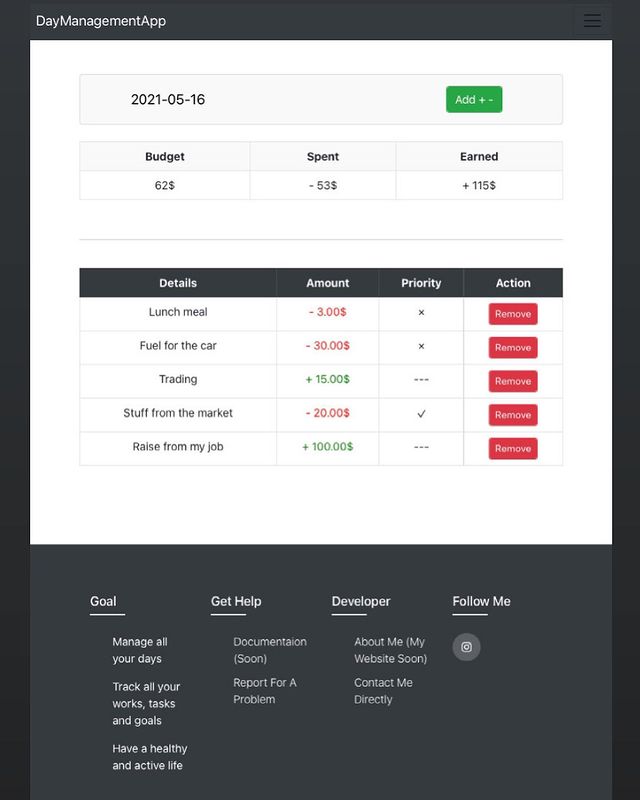 DayManagementApp
2021-05-16
Add + -
Budget Spent Earned
62$ - 53$ + 115$
Details Amount Priority Action
Lunch meal - 3.00$ × Remove
Fuel for the car - 30.00$ × Remove
Trading + 15.00$ --- Remove
Stuff from the market - 20.00$ ✓ Remove
Raise from my job + 100.00$ --- Remove
Goal
Manage all
your days
Track all your
works, tasks
and goals
Have a healthy
and active life
Get Help
Documentaion
(Soon)
Report For A
Problem
Developer
About Me (My
Website Soon)
Contact Me
Directly
Follow Me